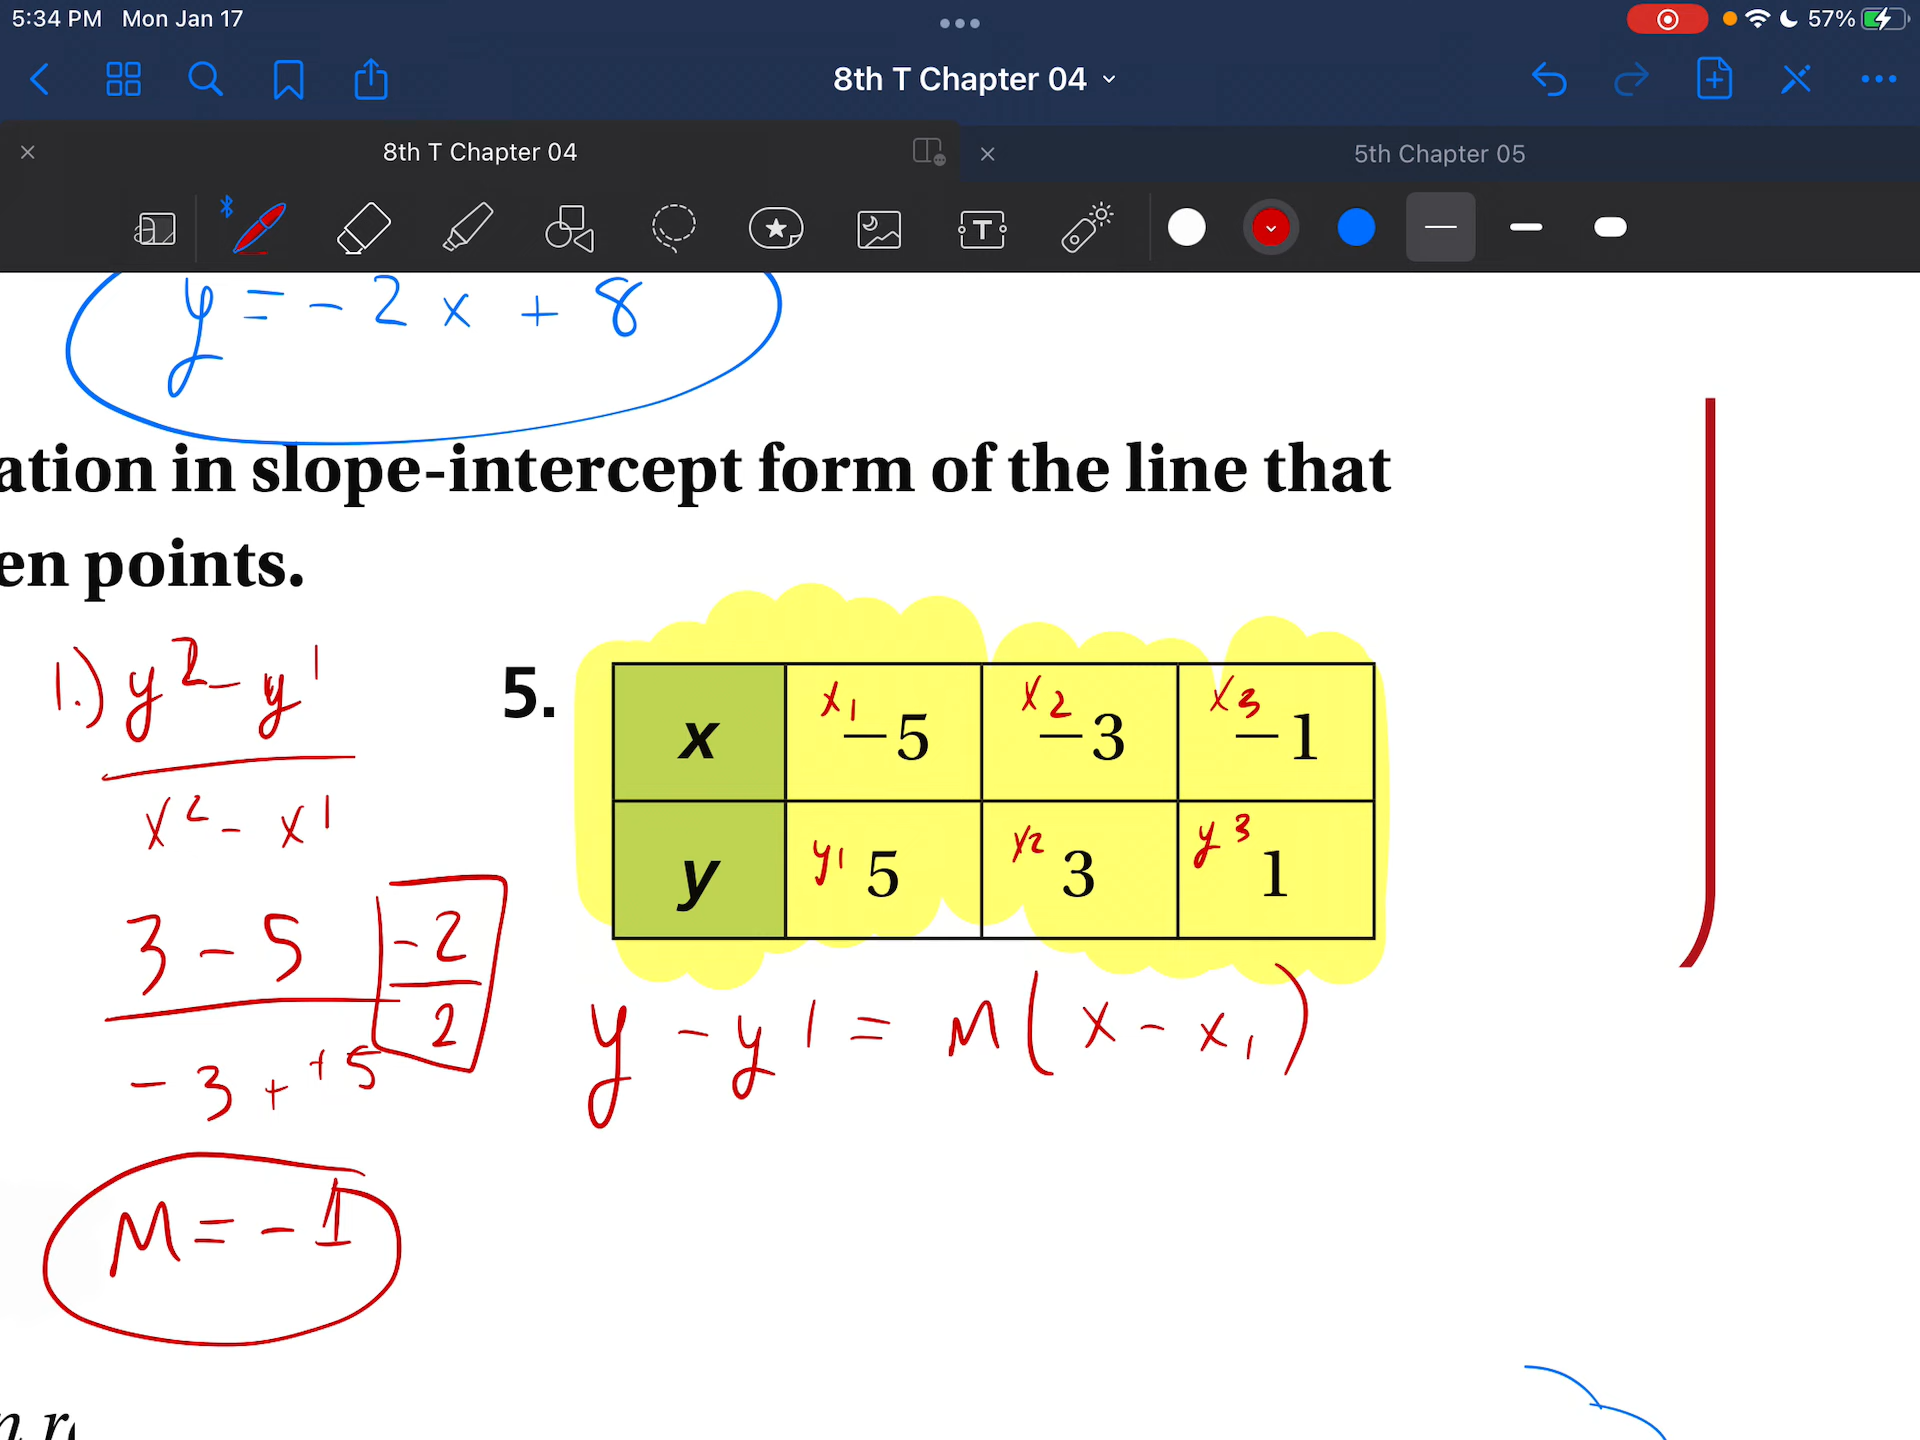 5:34 PM Mon Jan 17
57%
8th T Chapter 04
8th T Chapter 04
5th Chapter 05
y = - 2 x + 8
ation in slope-intercept form of the line that
en points.
1.) y2 - y1
x2 - x1
3 - 5
- 3 + +5
-2
2
M = - 1
5.
x x1 -5 x2 -3 x3 -1
y y1 5 y2 3 y3 1
y - y1 = M(x - x1)